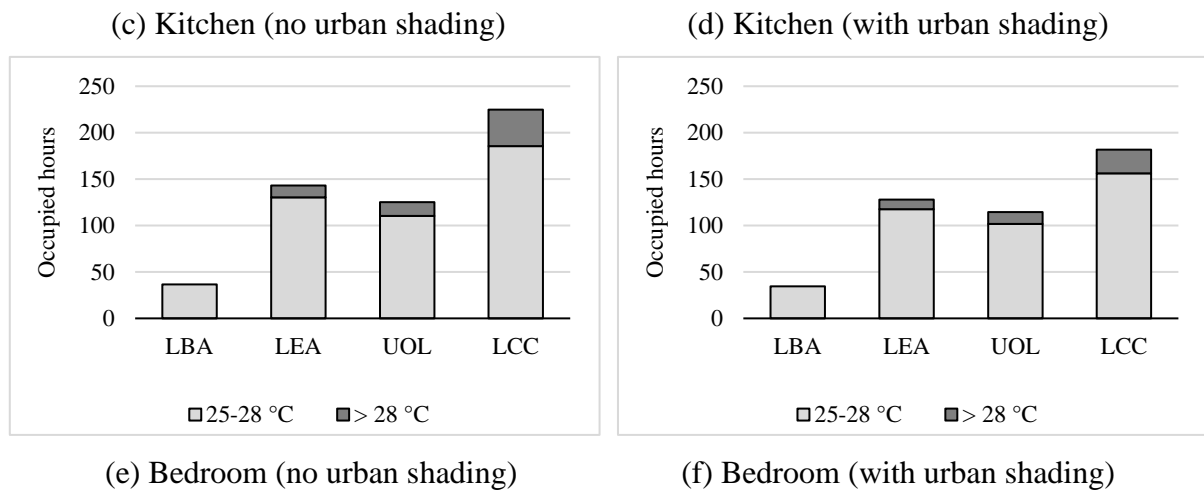 (c) Kitchen (no urban shading) (d) Kitchen (with urban shading)
250
200
150
100
50
0
Occupied hours
LBA LEA UOL LCC
25-28 °C > 28 °C
250
200
150
100
50
0
Occupied hours
LBA LEA UOL LCC
25-28 °C > 28 °C
(e) Bedroom (no urban shading) (f) Bedroom (with urban shading)